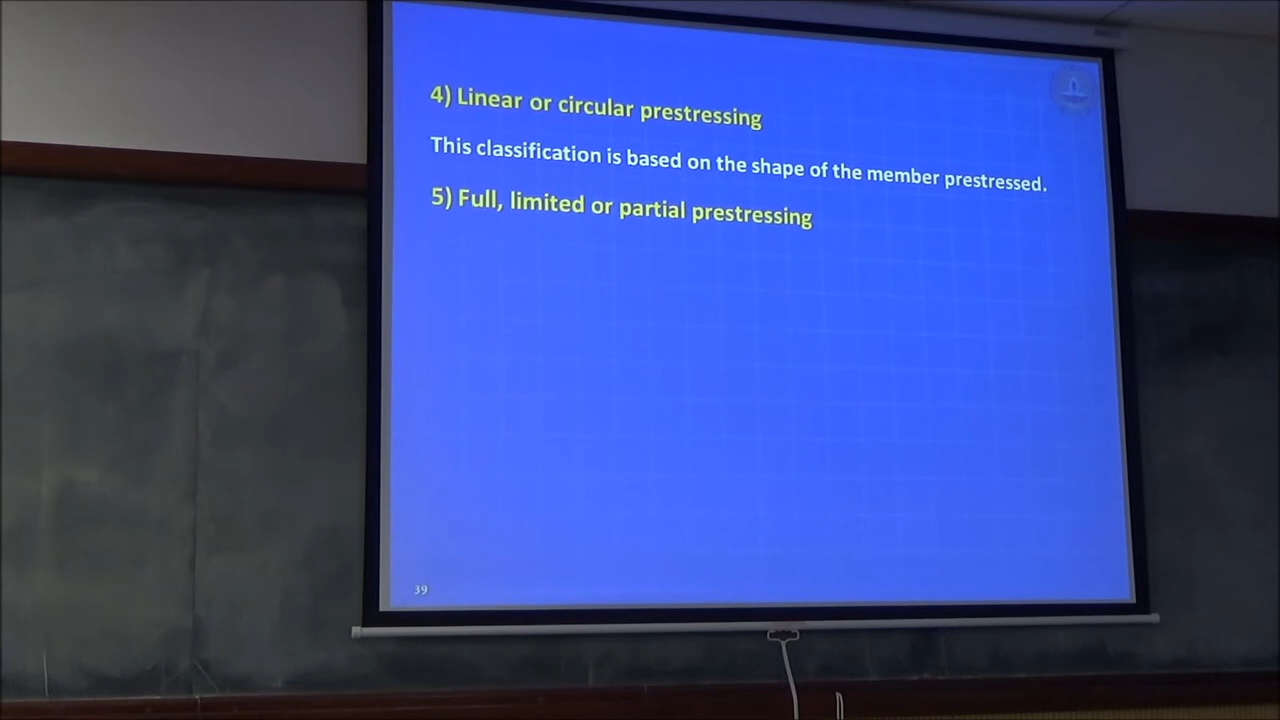 4) Linear or circular prestressing
This classification is based on the shape of the member prestressed.
5) Full, limited or partial prestressing
39